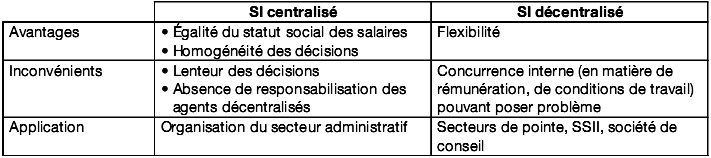 SI centralisé SI décentralisé
Avantages
• Égalité du statut social des salaires
• Homogénéité des décisions
Flexibilité
Inconvénients
• Lenteur des décisions
• Absence de responsabilisation des
agents décentralisés
Concurrence interne (en matière de
rémunération, de conditions de travail)
pouvant poser problème
Application
Organisation du secteur administratif
Secteurs de pointe, SSII, société de
conseil